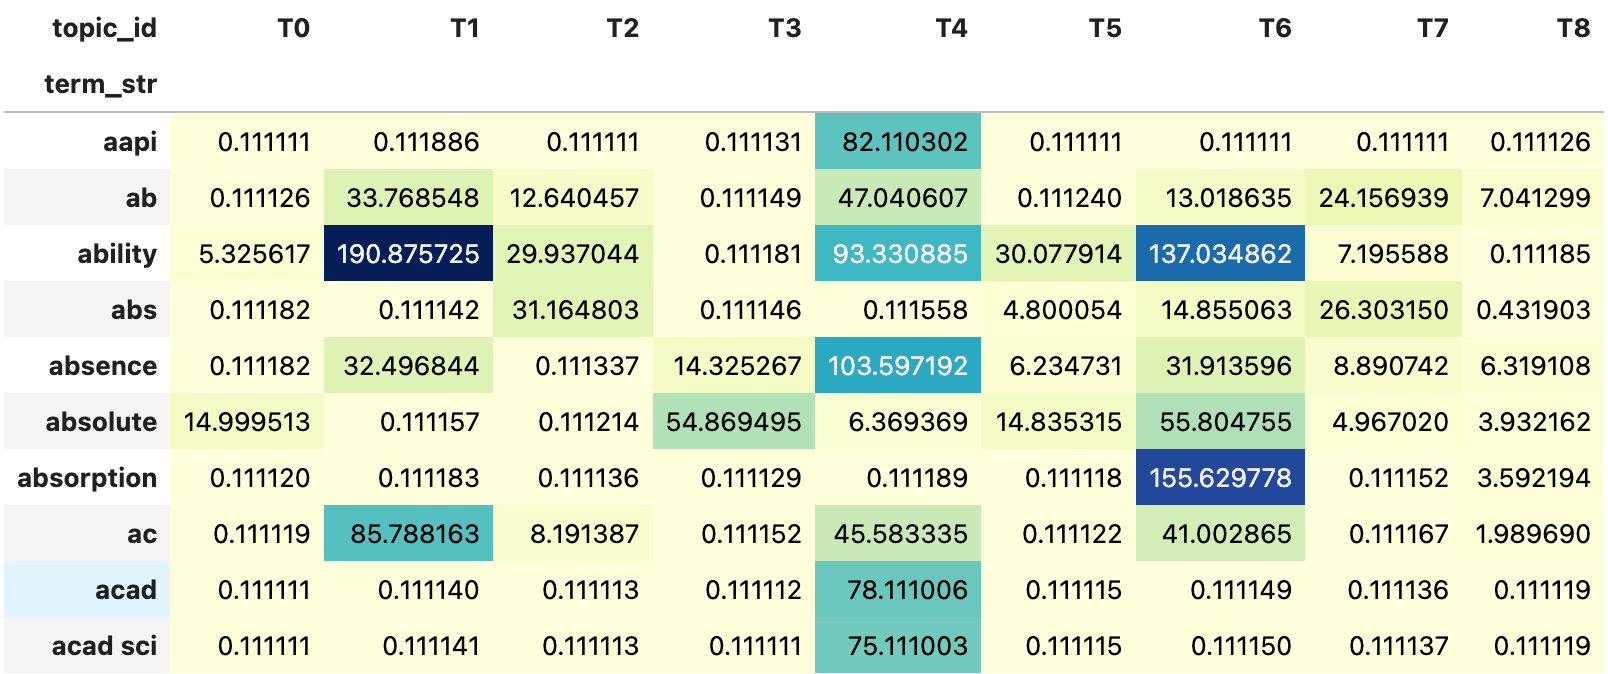 topic_id T0 T1 T2 T3 T4 T5 T6 T7 T8
term_str
aapi 0.111111 0.111886 0.111111 0.111131 82.110302 0.111111 0.111111 0.111111 0.111126
ab 0.111126 33.768548 12.640457 0.111149 47.040607 0.111240 13.018635 24.156939 7.041299
ability 5.325617 190.875725 29.937044 0.111181 93.330885 30.077914 137.034862 7.195588 0.111185
abs 0.111182 0.111142 31.164803 0.111146 0.111558 4.800054 14.855063 26.303150 0.431903
absence 0.111182 32.496844 0.111337 14.325267 103.597192 6.234731 31.913596 8.890742 6.319108
absolute 14.999513 0.111157 0.111214 54.869495 6.369369 14.835315 55.804755 4.967020 3.932162
absorption 0.111120 0.111183 0.111136 0.111129 0.111189 0.111118 155.629778 0.111152 3.592194
ac 0.111119 85.788163 8.191387 0.111152 45.583335 0.111122 41.002865 0.111167 1.989690
acad 0.111111 0.111140 0.111113 0.111112 78.111006 0.111115 0.111149 0.111136 0.111119
acad sci 0.111111 0.111141 0.111113 0.111111 75.111003 0.111115 0.111150 0.111137 0.111119